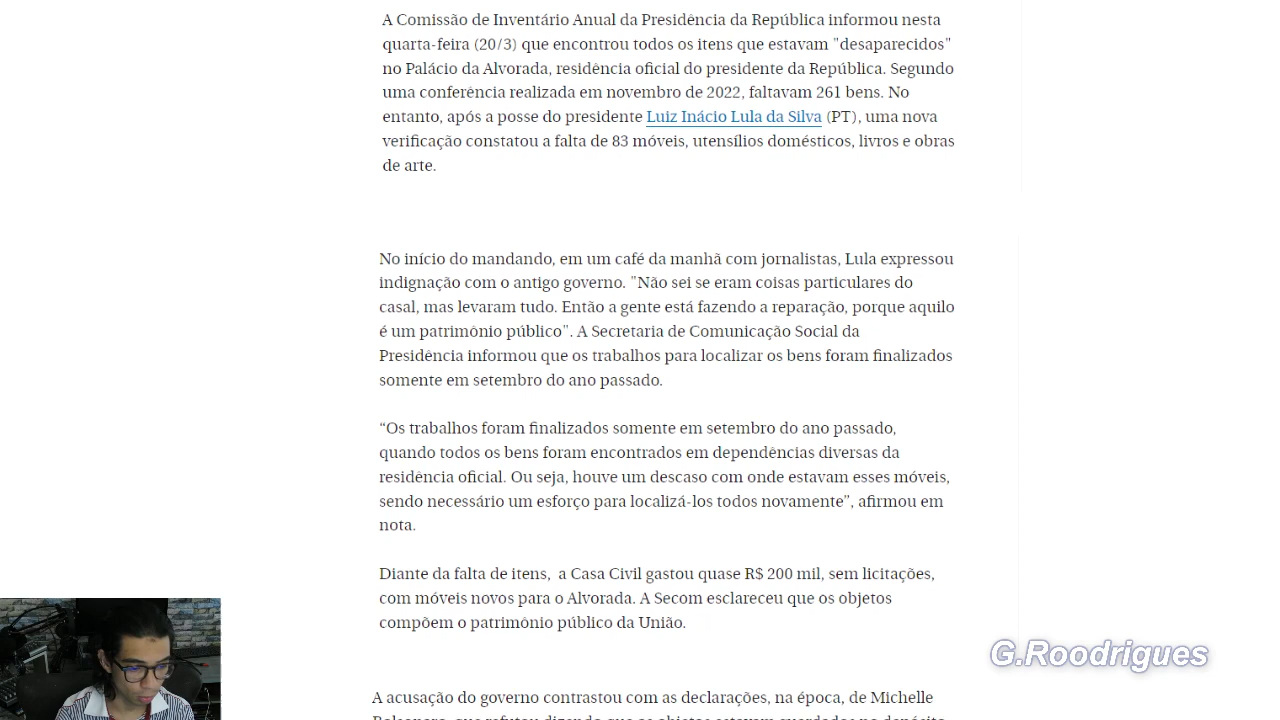 A Comissão de Inventário Anual da Presidência da República informou nesta
quarta-feira (20/3) que encontrou todos os itens que estavam "desaparecidos"
no Palácio da Alvorada, residência oficial do presidente da República. Segundo
uma conferência realizada em novembro de 2022, faltavam 261 bens. No
entanto, após a posse do presidente Luiz Inácio Lula da Silva (PT), uma nova
verificação constatou a falta de 83 móveis, utensílios domésticos, livros e obras
de arte.
No início do mandando, em um café da manhã com jornalistas, Lula expressou
indignação com o antigo governo. "Não sei se eram coisas particulares do
casal, mas levaram tudo. Então a gente está fazendo a reparação, porque aquilo
é um patrimônio público". A Secretaria de Comunicação Social da
Presidência informou que os trabalhos para localizar os bens foram finalizados
somente em setembro do ano passado.
“Os trabalhos foram finalizados somente em setembro do ano passado,
quando todos os bens foram encontrados em dependências diversas da
residência oficial. Ou seja, houve um descaso com onde estavam esses móveis,
sendo necessário um esforço para localizá-los todos novamente”, afirmou em
nota.
Diante da falta de itens, a Casa Civil gastou quase R$ 200 mil, sem licitações,
com móveis novos para o Alvorada. A Secom esclareceu que os objetos
compõem o patrimônio público da União.
G.Roodrigues
A acusação do governo contrastou com as declarações, na época, de Michelle